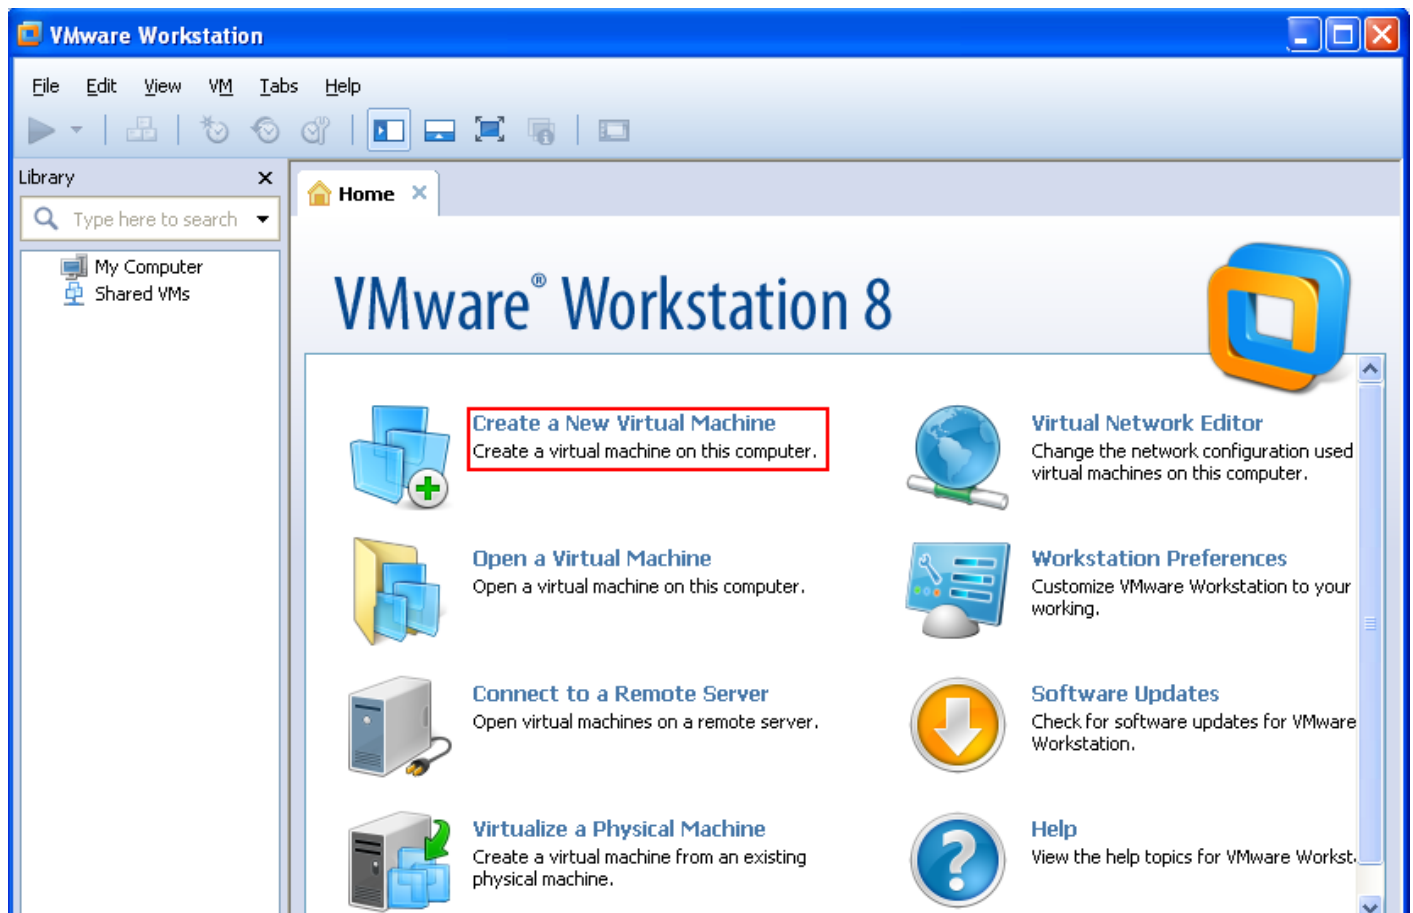 VMware Workstation
File Edit View VM Tabs Help
Library
Type here to search
My Computer
Shared VMs
Home
VMware® Workstation 8
Create a New Virtual Machine
Create a virtual machine on this computer.
Open a Virtual Machine
Open a virtual machine on this computer.
Connect to a Remote Server
Open virtual machines on a remote server.
Virtualize a Physical Machine
Create a virtual machine from an existing
physical machine.
Virtual Network Editor
Change the network configuration used
virtual machines on this computer.
Workstation Preferences
Customize VMware Workstation to your
working.
Software Updates
Check for software updates for VMware
Workstation.
Help
View the help topics for VMware Workst